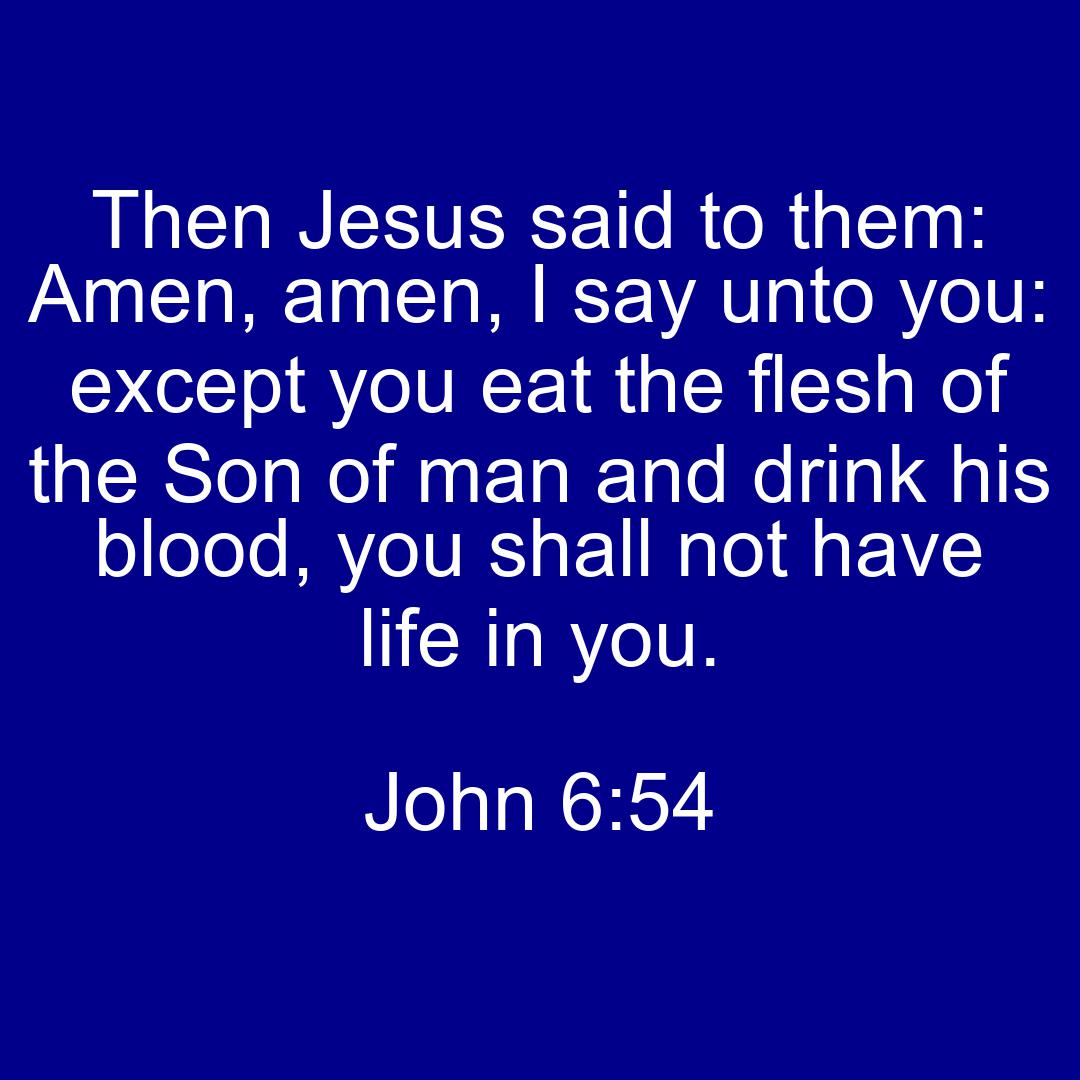 Then Jesus said to them:
Amen, amen, I say unto you:
except you eat the flesh of
the Son of man and drink his
blood, you shall not have
life in you.
John 6:54